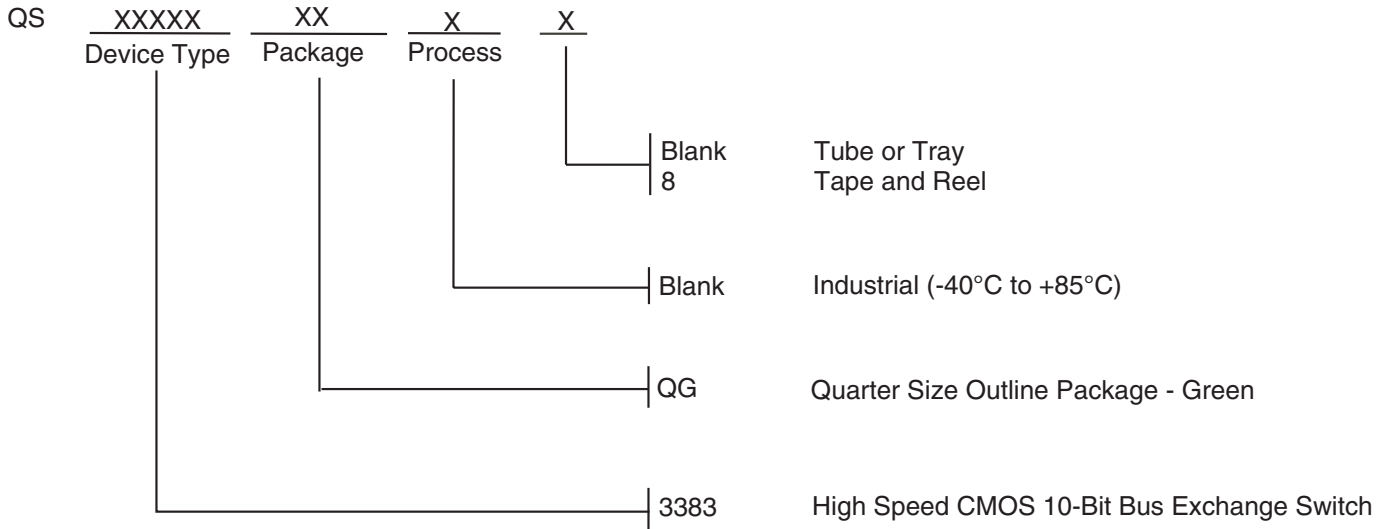 QS XXXXX XX X X
Device Type Package Process
Blank Tube or Tray
8 Tape and Reel
Blank Industrial (-40°C to +85°C)
QG Quarter Size Outline Package - Green
3383 High Speed CMOS 10-Bit Bus Exchange Switch